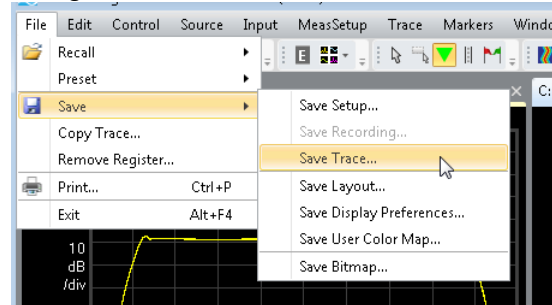 File Edit Control Source Input MeasSetup Trace Markers
Recall
Preset
Save
Copy Trace...
Remove Register...
Print... Ctrl+P
Exit Alt+F4
E
C:
Save Setup...
Save Recording...
Save Trace...
Save Layout...
Save Display Preferences...
Save User Color Map...
Save Bitmap...
10
dB
/div